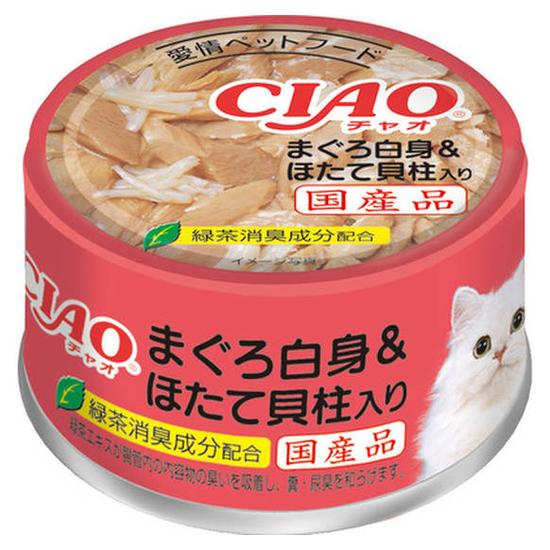 愛情ペットフード
CIAO®
チャオ
まぐろ白身&
ほたて貝柱入り
国産品
緑茶消臭成分配合
イメージ写真
CIAO
チャオ
まぐろ白身&
ほたて貝柱入り
緑茶消臭成分配合
国産品
緑茶エキスが腸管内の内容物の臭いを吸着し、糞・尿臭を和らげます。